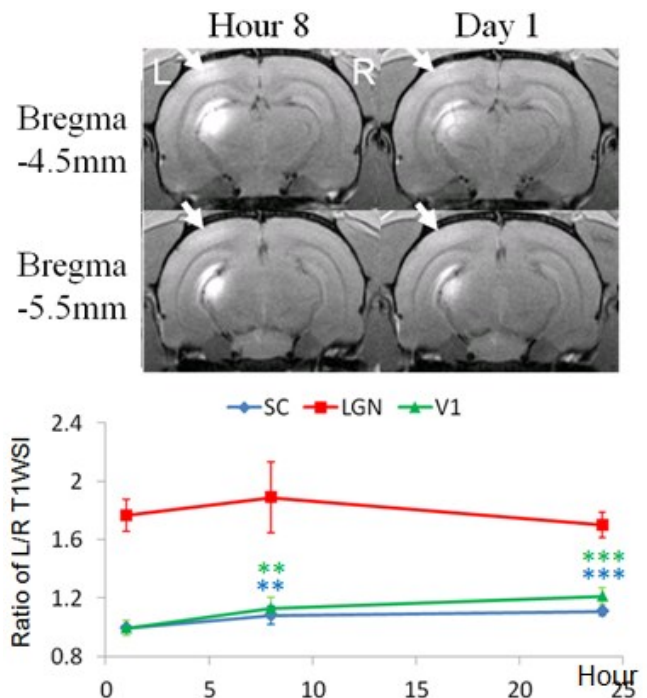 Hour 8 Day 1
L R
Bregma
-4.5mm
Bregma
-5.5mm
SC LGN V1
Ratio of L/R T1WSI
2.4
2
1.6
1.2
0.8
** ***
** ***
0 5 10 15 20 25
Hour